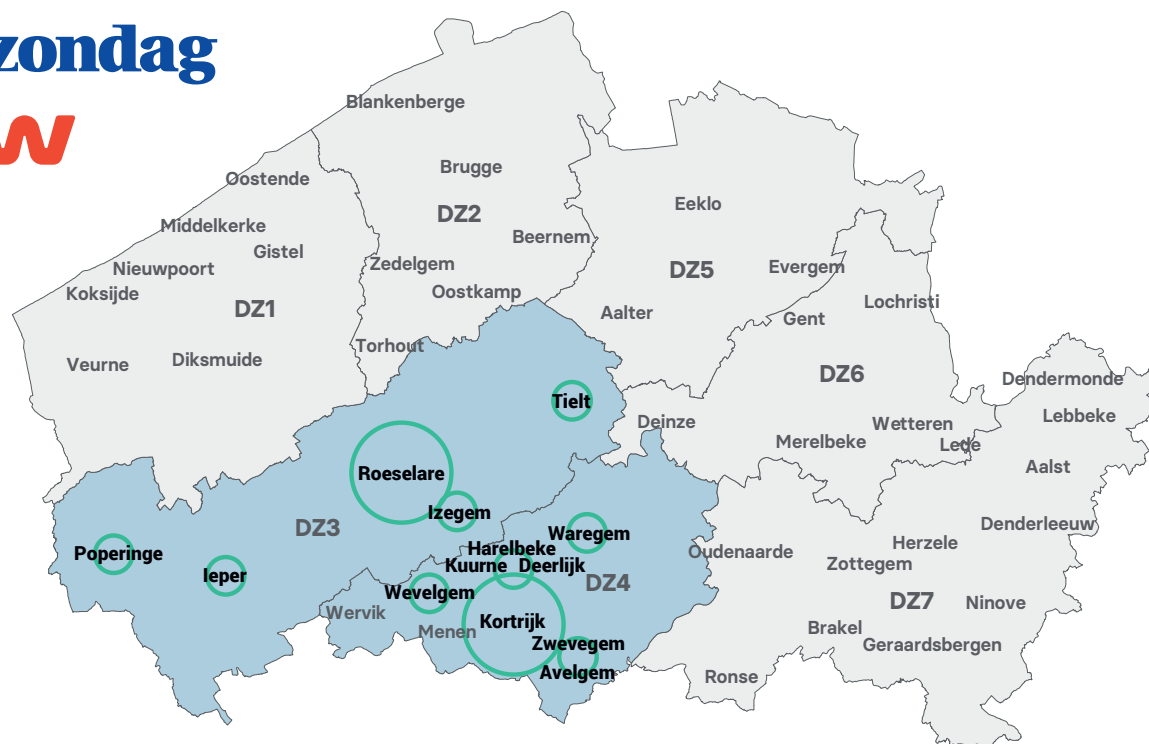 zondag
w
Blankenberge
Brugge
Oostende
DZ2
Eeklo
Middelkerke
Beernem
Gistel
Zedelgem
Nieuwpoort
DZ5
Evergem
Koksijde
Oostkamp
Lochristi
DZ1
Aalter
Gent
Torhout
Veurne
Diksmuide
DZ6
Dendermonde
Tielt
Lebbeke
Deinze
Wetteren
Merelbeke
Lede
Roeselare
Aalst
Izegem
DZ3
Waregem
Denderleeuw
Poperinge
Harelbeke
Oudenaarde
Herzele
Kuurne Deerlijk
Zottegem
Ieper
DZ4
Wevelgem
DZ7
Ninove
Wervik
Kortrijk
Menen
Brakel
Zwevegem
Geraardsbergen
Avelgem
Ronse